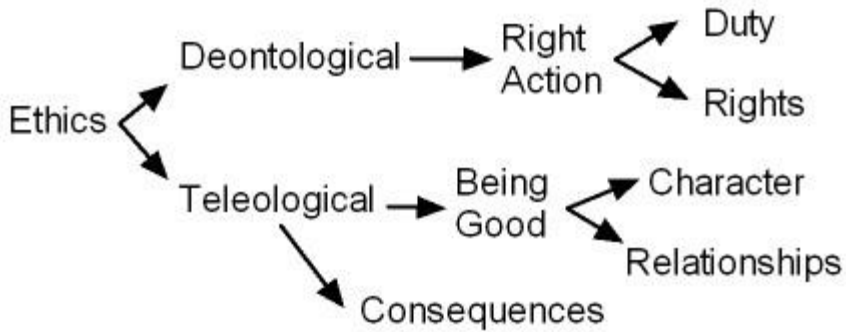 Duty
Deontological
Right
Action
Rights
Ethics
Teleological
Being
Good
Character
Relationships
Consequences